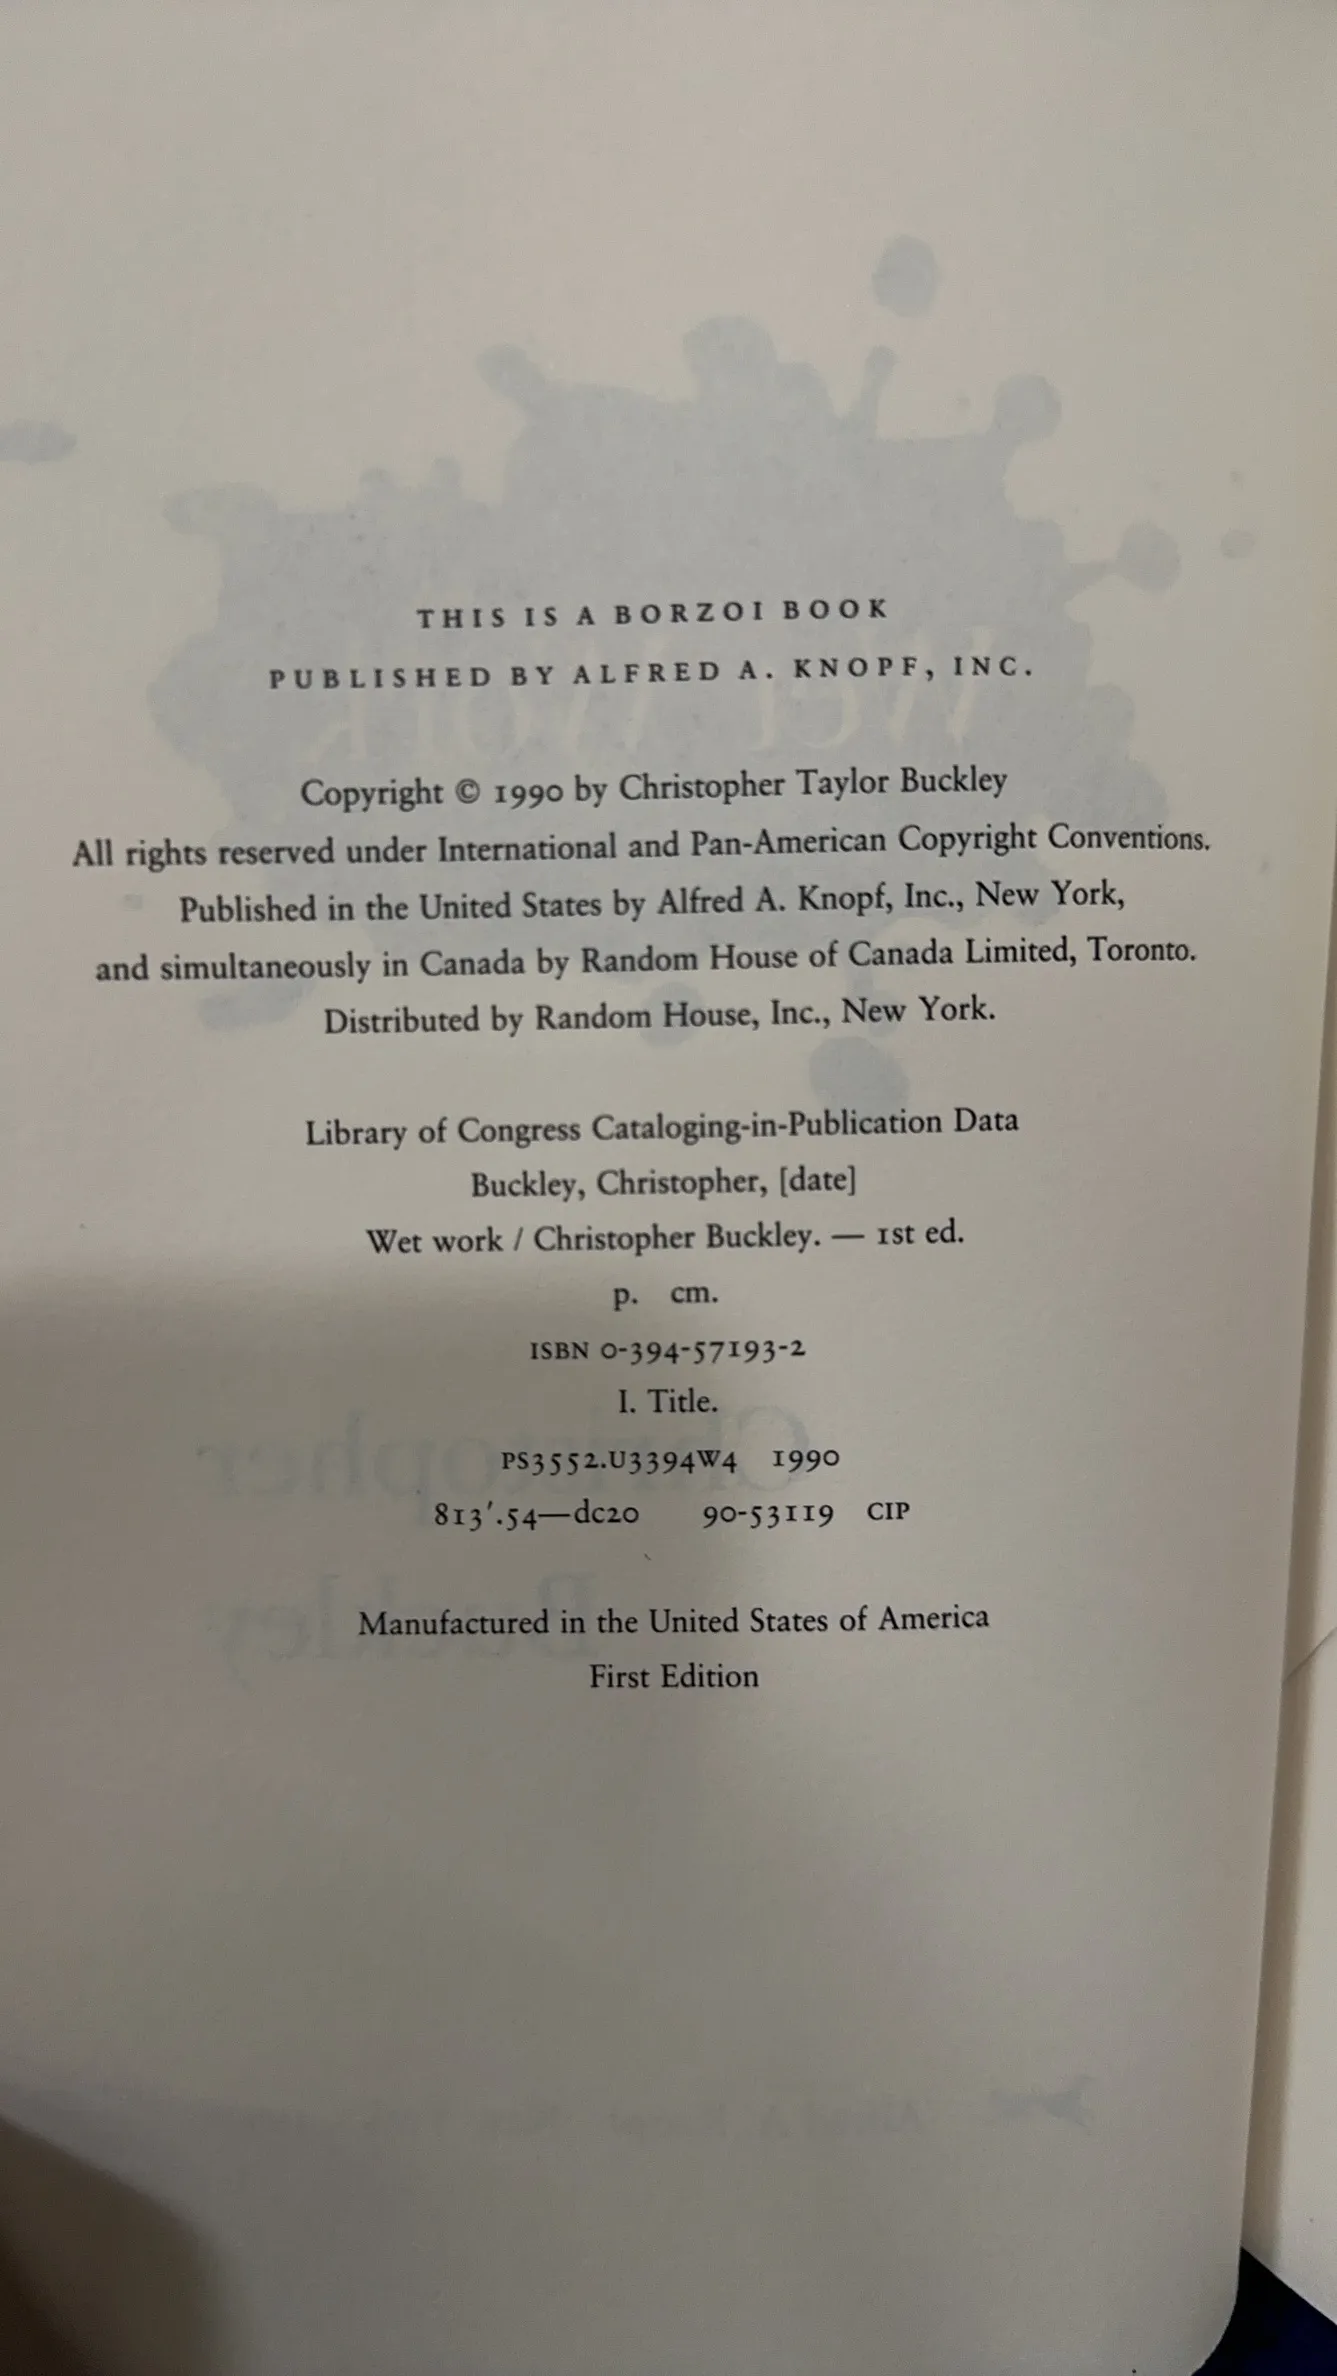 THIS IS A BORZOI BOOK
PUBLISHED BY ALFRED A. KNOPF, INC.
Copyright © 1990 by Christopher Taylor Buckley
All rights reserved under International and Pan-American Copyright Conventions.
Published in the United States by Alfred A. Knopf, Inc., New York,
and simultaneously in Canada by Random House of Canada Limited, Toronto.
Distributed by Random House, Inc., New York.
Library of Congress Cataloging-in-Publication Data
Buckley, Christopher, [date]
Wet work / Christopher Buckley. — 1st ed.
p. cm.
ISBN 0-394-57193-2
I. Title.
PS3552.U3394W4 1990
813'.54—dc20 90-53119 CIP
Manufactured in the United States of America
First Edition